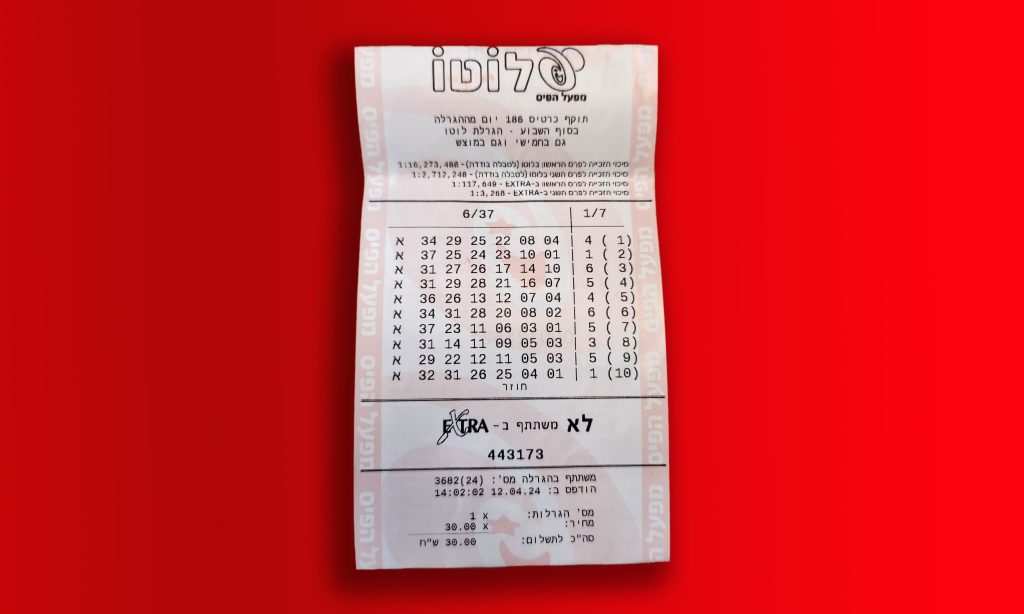 לוטו
מפעל הפיס
תוקף כרטיס 186 יום מההגרלה
בסוף השבוע - הגרלת לוטו
גם בחמישי וגם במוצש
סיכוי הזכייה לפרס הראשון בלוטו (לטבלה בודדה) - 1:16,273,488
סיכוי הזכייה לפרס השני בלוטו (לטבלה בודדה) - 1:2,712,248
סיכוי הזכייה לפרס הראשון ב-EXTRA - 1:117,649
סיכוי הזכייה לפרס השני ב-EXTRA - 1:3,268
6/37 | 1/7
א 34 29 25 22 08 04 | 4 ( 1)
א 37 25 24 23 10 01 | 1 ( 2)
א 31 27 26 17 14 10 | 6 ( 3)
א 31 29 28 21 16 07 | 5 ( 4)
א 36 26 13 12 07 04 | 4 ( 5)
א 34 31 28 20 08 02 | 6 ( 6)
א 37 23 11 06 03 01 | 5 ( 7)
א 31 14 11 09 05 03 | 3 ( 8)
א 29 22 12 11 05 03 | 5 ( 9)
א 32 31 26 25 04 01 | 1 (10)
חוזר
לא משתתף ב- EXTRA
443173
משתתף בהגרלה מס': 3682(24)
הודפס ב: 12.04.24 14:02:02
מס' הגרלות: x 1
מחיר: x 30.00
סה"כ לתשלום: 30.00 ש"ח
מפעל הפיס
מפעל הפיס
מפעל הפיס